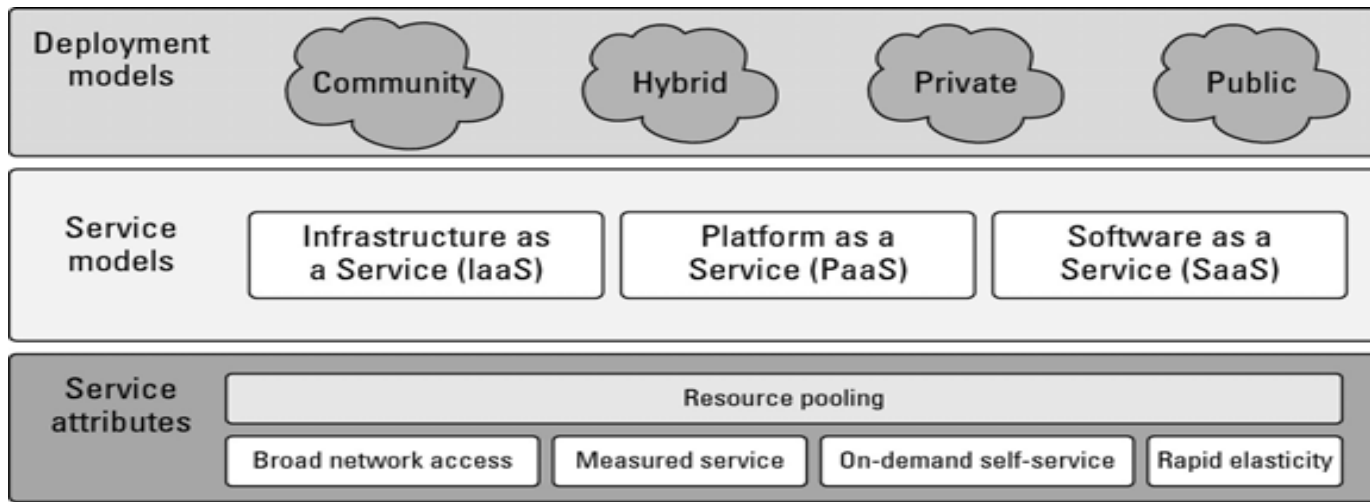 Deployment
models
Community
Hybrid
Private
Public
Service
models
Infrastructure as
a Service (IaaS)
Platform as a
Service (PaaS)
Software as a
Service (SaaS)
Service
attributes
Resource pooling
Broad network access
Measured service
On-demand self-service
Rapid elasticity